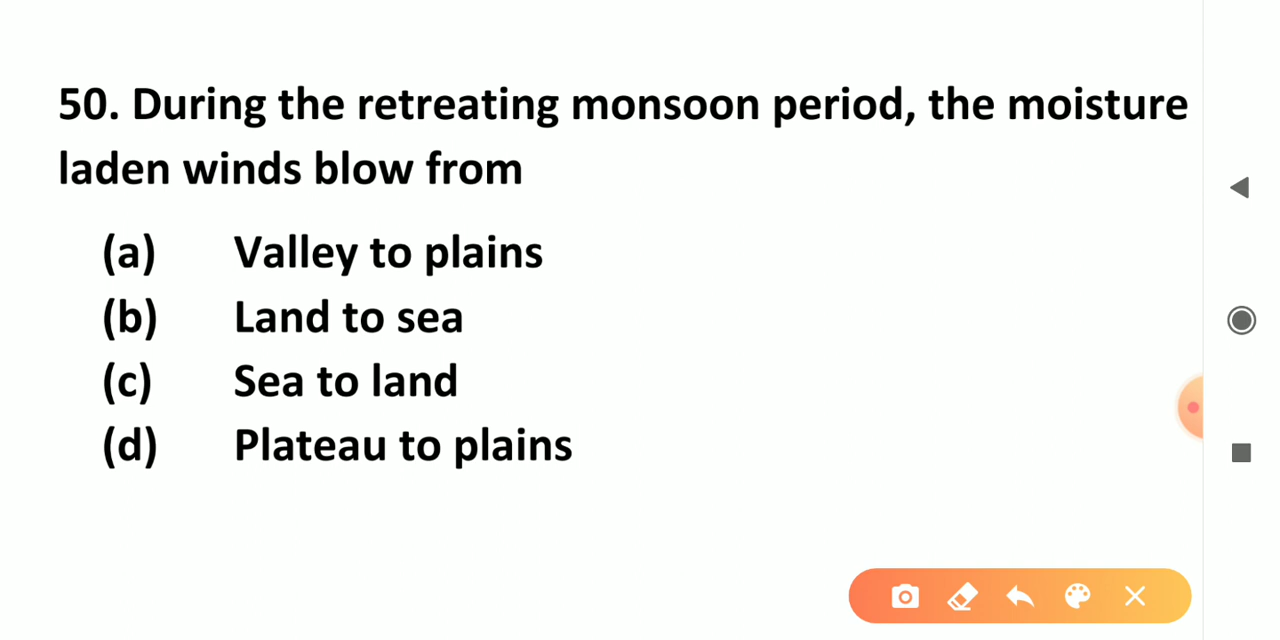 50. During the retreating monsoon period, the moisture
laden winds blow from
(a) Valley to plains
(b) Land to sea
(c) Sea to land
(d) Plateau to plains